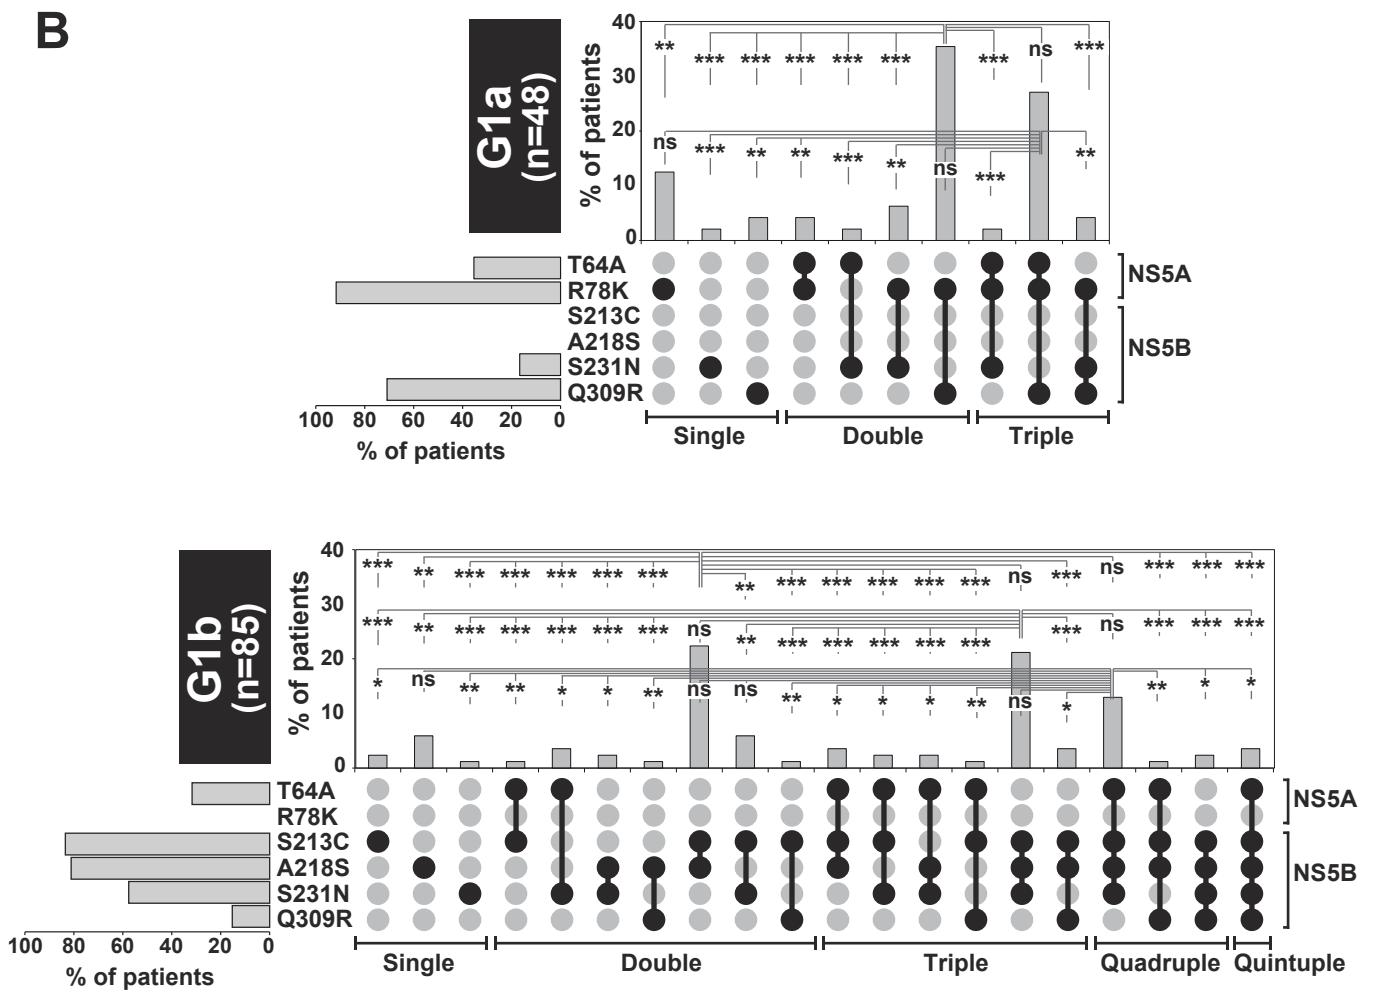 B
G1a
(n=48)
% of patients
40
30
20
10
0
** *** *** *** *** *** *** ns ***
ns *** ** ** *** ** ns *** **
T64A
R78K
S213C
A218S
S231N
Q309R
NS5A
NS5B
100 80 60 40 20 0
% of patients
Single Double Triple
G1b
(n=85)
% of patients
40
30
20
10
0
*** ** *** *** *** *** *** ** *** *** *** *** *** ns *** ns *** *** ***
*** ** *** *** *** *** *** ns ** *** *** *** *** *** *** ns *** *** ***
* ns ** ** * * ** ns ns ** * * * ** ns * ** * *
T64A
R78K
S213C
A218S
S231N
Q309R
NS5A
NS5B
100 80 60 40 20 0
% of patients
Single Double Triple Quadruple Quintuple